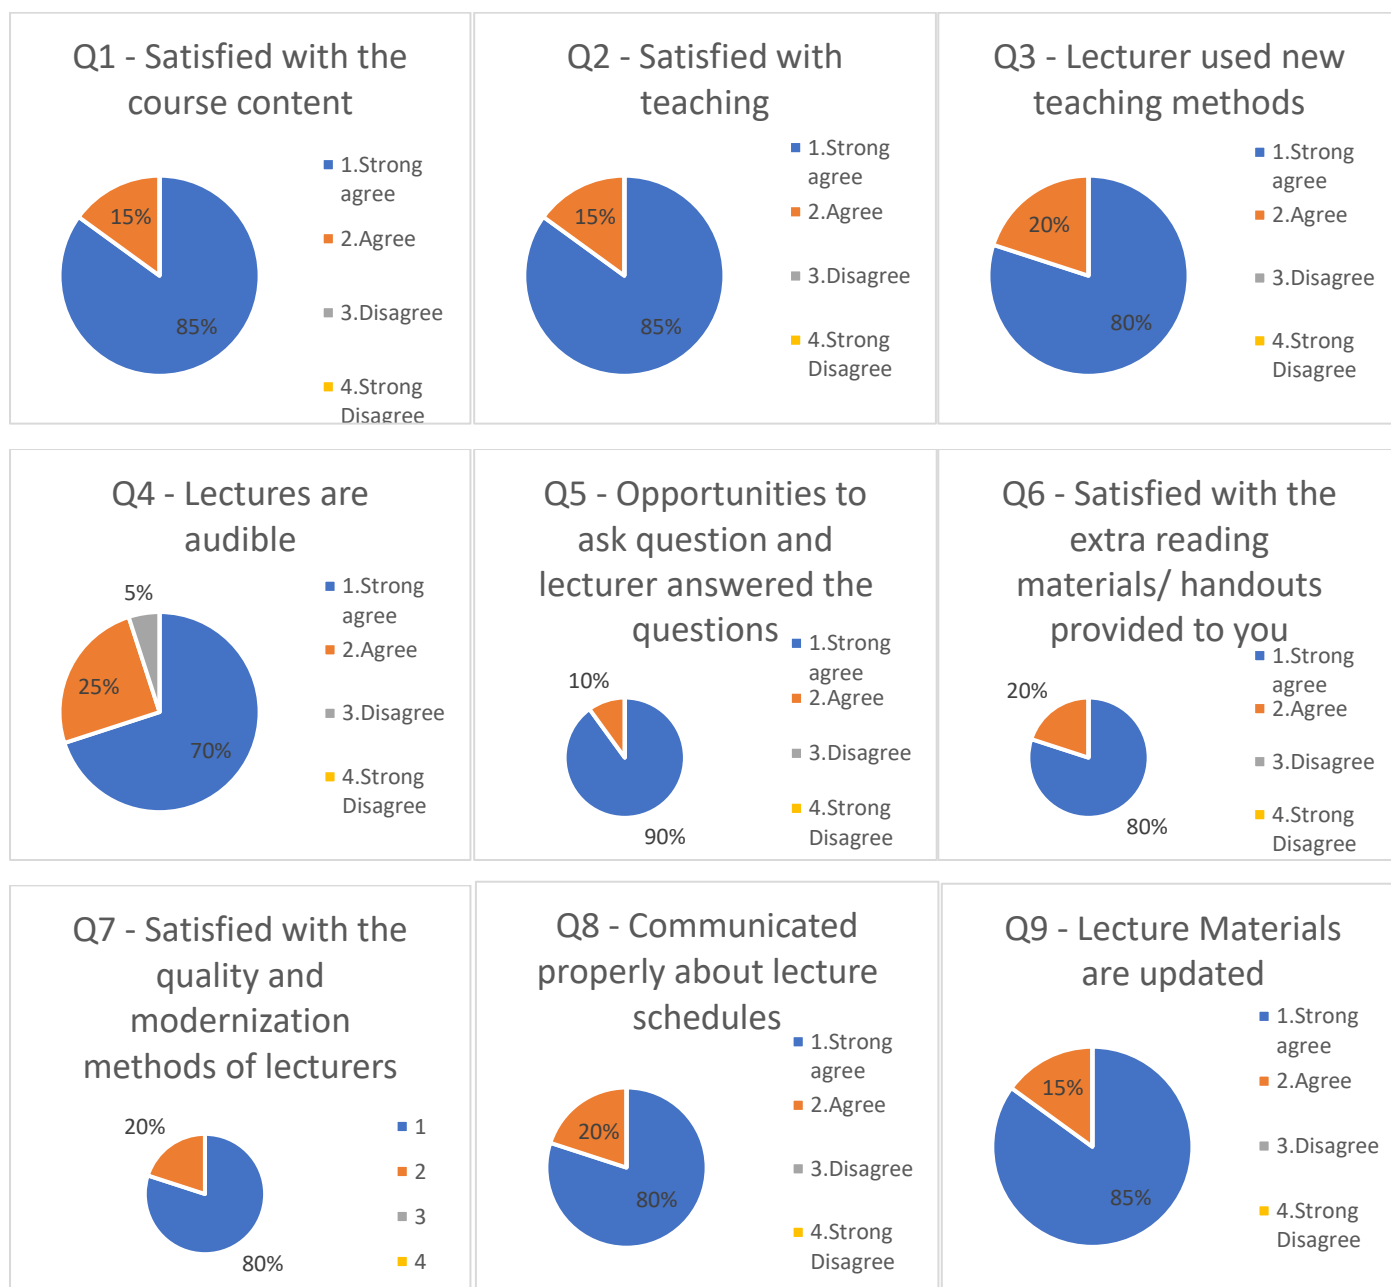 Q1 - Satisfied with the
course content
15%
85%
1.Strong
agree
2.Agree
3.Disagree
4.Strong
Disagree
Q2 - Satisfied with
teaching
15%
85%
1.Strong
agree
2.Agree
3.Disagree
4.Strong
Disagree
Q3 - Lecturer used new
teaching methods
20%
80%
1.Strong
agree
2.Agree
3.Disagree
4.Strong
Disagree
Q4 - Lectures are
audible
5%
25%
70%
1.Strong
agree
2.Agree
3.Disagree
4.Strong
Disagree
Q5 - Opportunities to
ask question and
lecturer answered the
questions
10%
90%
1.Strong
agree
2.Agree
3.Disagree
4.Strong
Disagree
Q6 - Satisfied with the
extra reading
materials/ handouts
provided to you
20%
80%
1.Strong
agree
2.Agree
3.Disagree
4.Strong
Disagree
Q7 - Satisfied with the
quality and
modernization
methods of lecturers
20%
80%
1
2
3
4
Q8 - Communicated
properly about lecture
schedules
20%
80%
1.Strong
agree
2.Agree
3.Disagree
4.Strong
Disagree
Q9 - Lecture Materials
are updated
15%
85%
1.Strong
agree
2.Agree
3.Disagree
4.Strong
Disagree